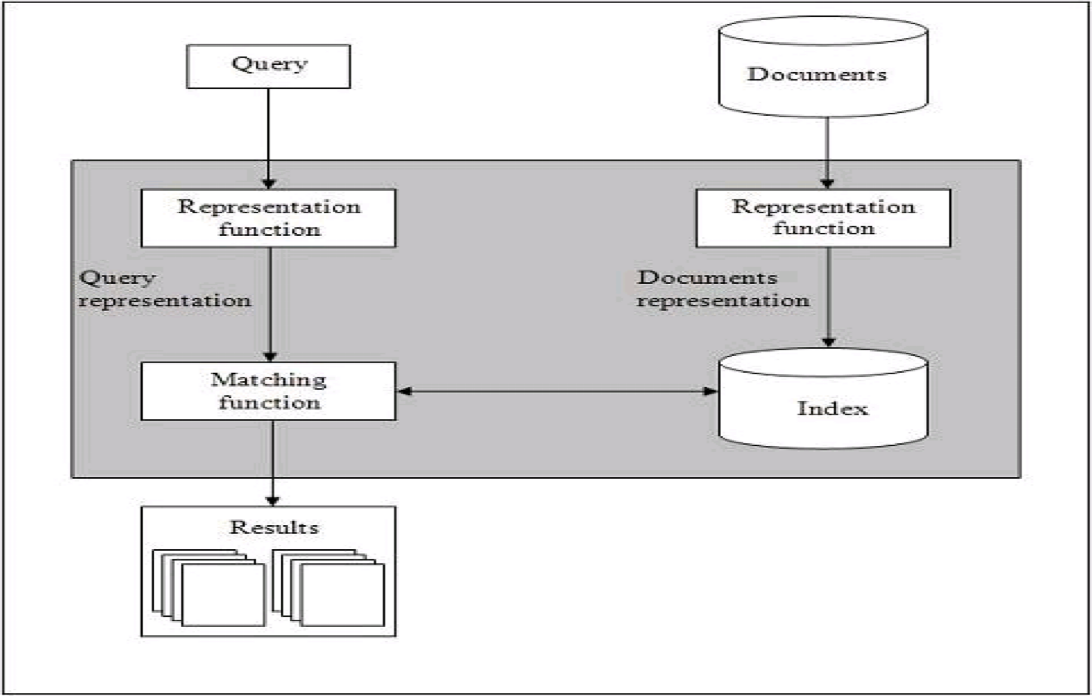 Query
Documents
Representation
function
Representation
function
Query
representation
Documents
representation
Matching
function
Index
Results